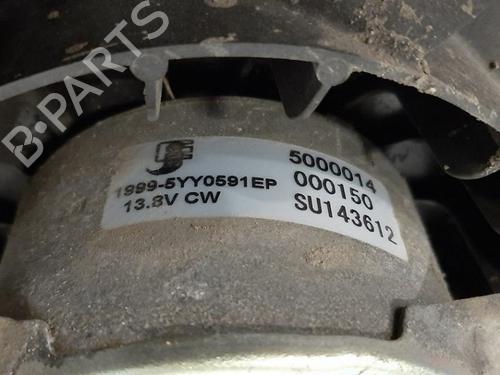 B-PARTS
1999-5YY0591EP
13.8V CW
5000014
000150
SU143612